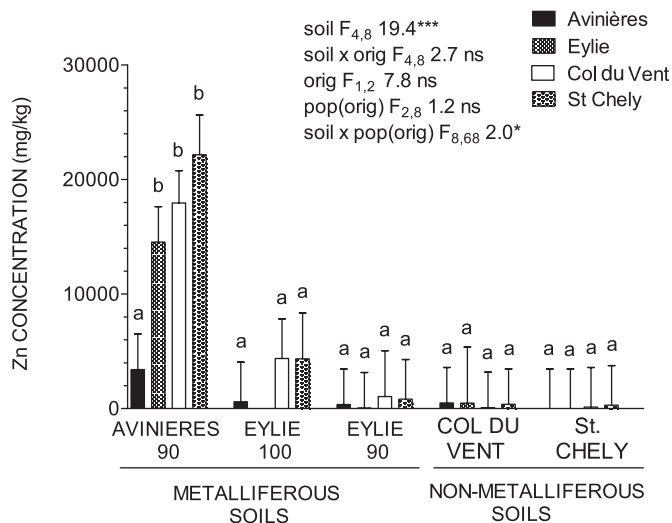 soil F4,8 19.4***
soil x orig F4,8 2.7 ns
orig F1,2 7.8 ns
pop(orig) F2,8 1.2 ns
soil x pop(orig) F8,68 2.0*
Avinières
Eylie
Col du Vent
St Chely
Zn CONCENTRATION (mg/kg)
30000
20000
10000
0
a b b b
a a a
a a a a
a a a a
a a a a
AVINIERES
90
EYLIE
100
EYLIE
90
COL DU
VENT
St.
CHELY
METALLIFEROUS
SOILS
NON-METALLIFEROUS
SOILS